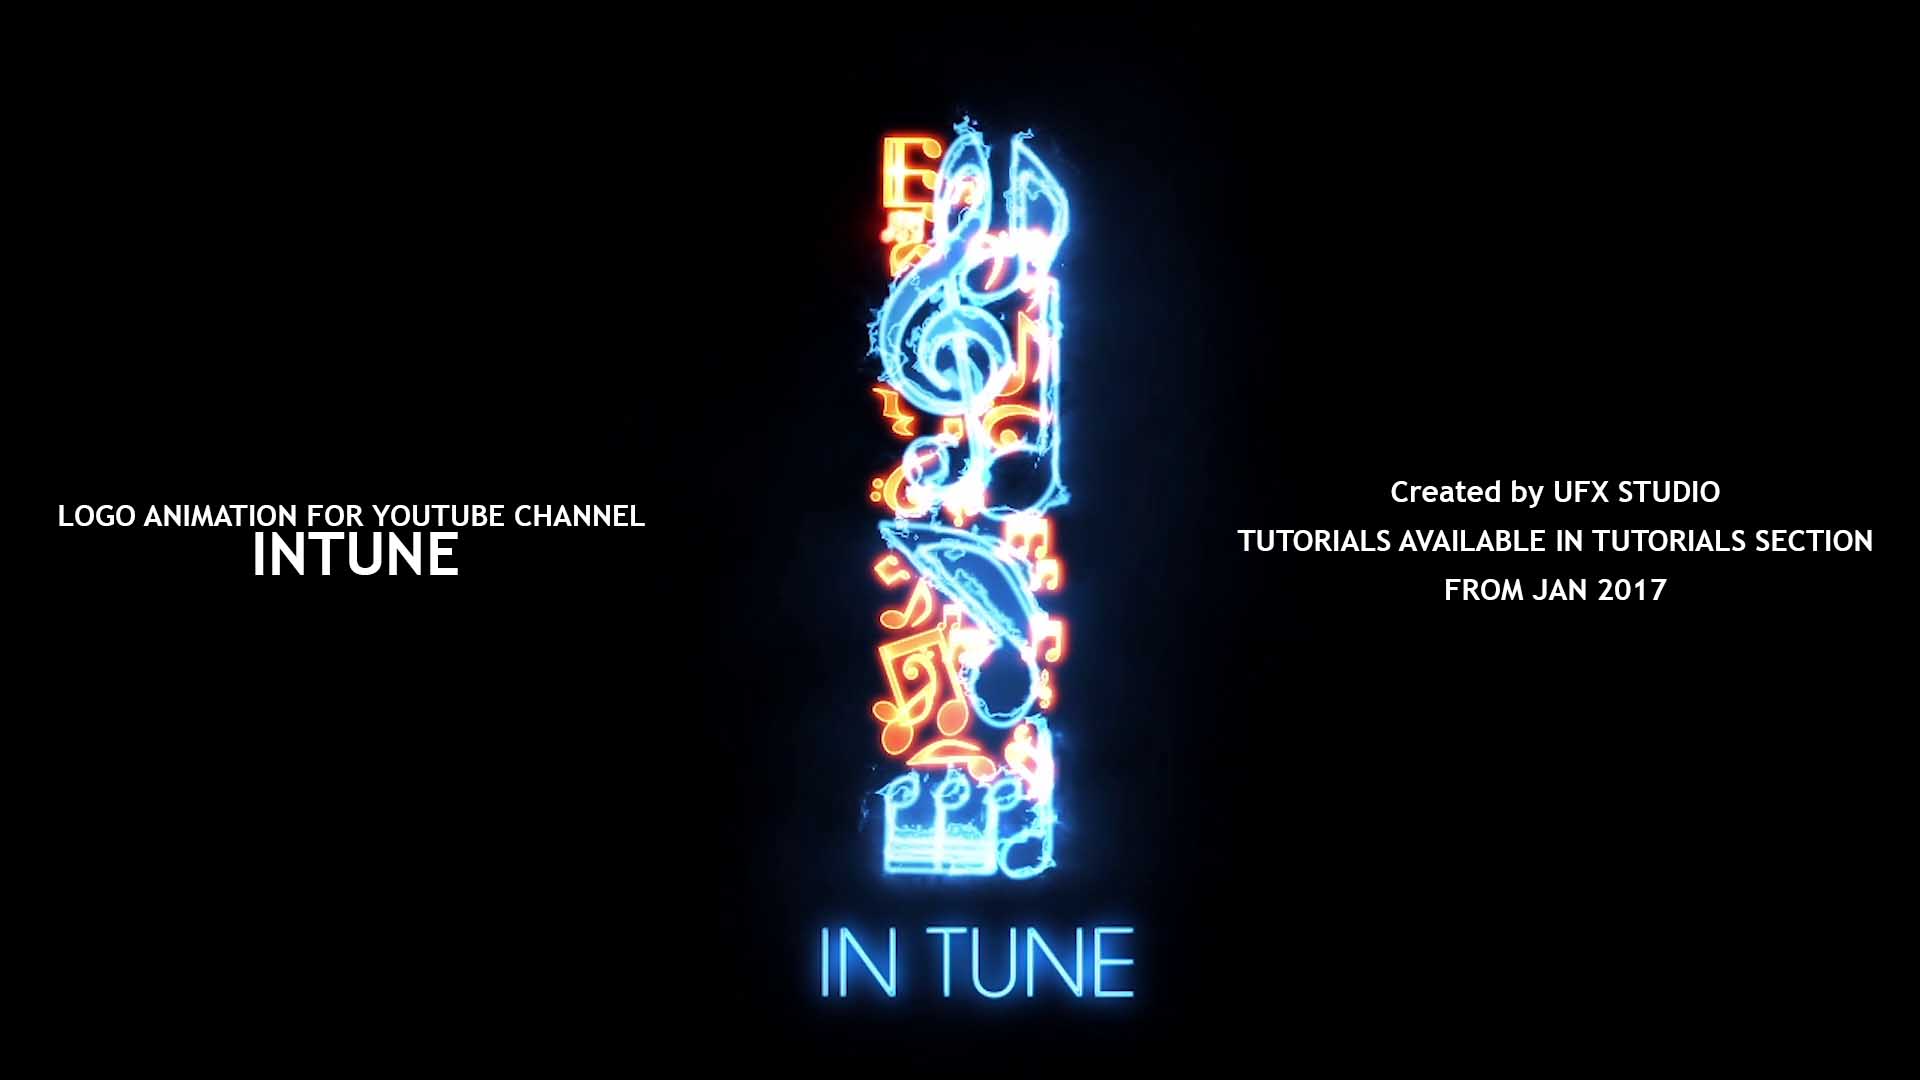 LOGO ANIMATION FOR YOUTUBE CHANNEL
INTUNE
Created by UFX STUDIO
TUTORIALS AVAILABLE IN TUTORIALS SECTION
FROM JAN 2017
IN TUNE